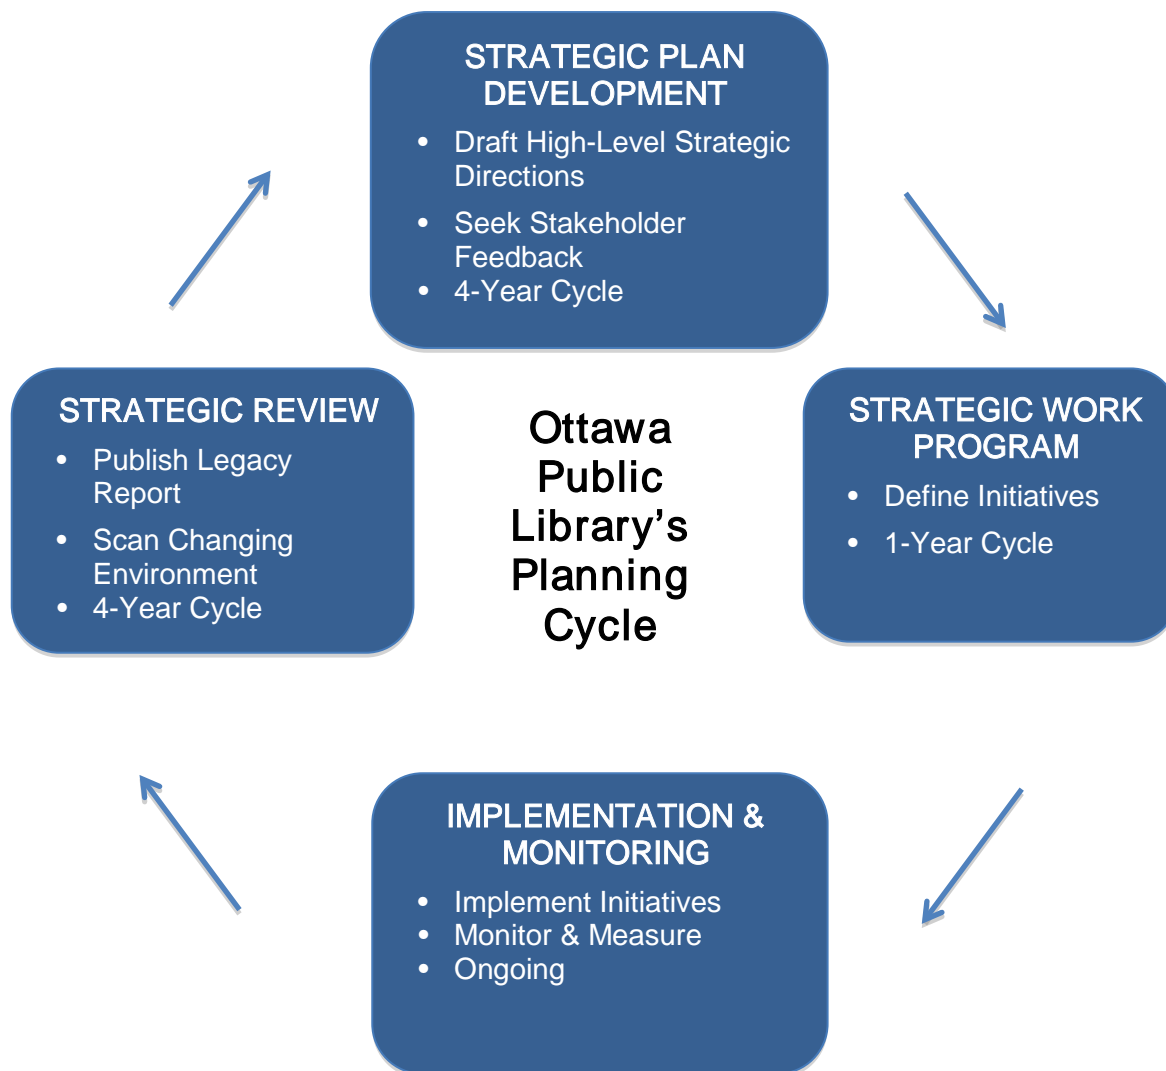 STRATEGIC PLAN
DEVELOPMENT
• Draft High-Level Strategic
Directions
• Seek Stakeholder
Feedback
• 4-Year Cycle
STRATEGIC REVIEW
• Publish Legacy
Report
• Scan Changing
Environment
• 4-Year Cycle
Ottawa
Public
Library’s
Planning
Cycle
STRATEGIC WORK
PROGRAM
• Define Initiatives
• 1-Year Cycle
IMPLEMENTATION &
MONITORING
• Implement Initiatives
• Monitor & Measure
• Ongoing